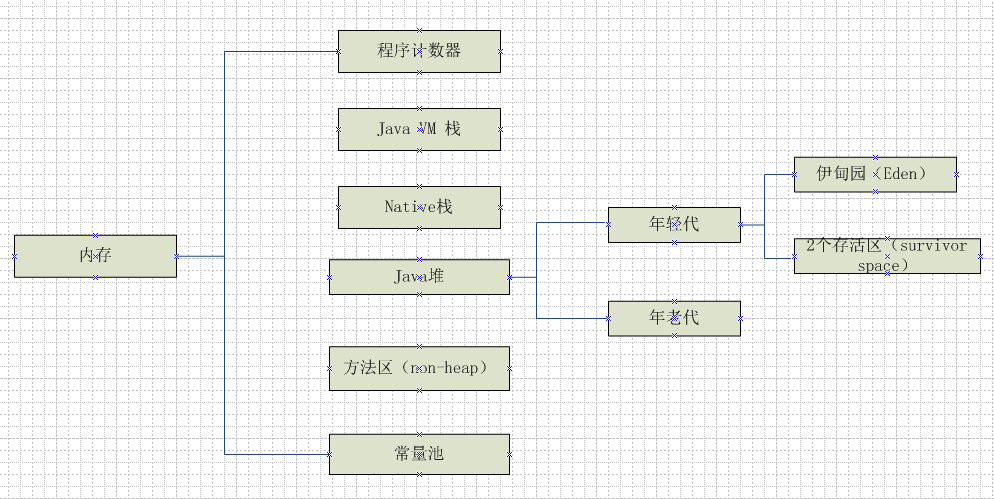 程序计数器
Java VM 栈
Native栈
内存
Java堆
方法区（non-heap）
常量池
年轻代
年老代
伊甸园（Eden）
2个存活区（survivor
space）